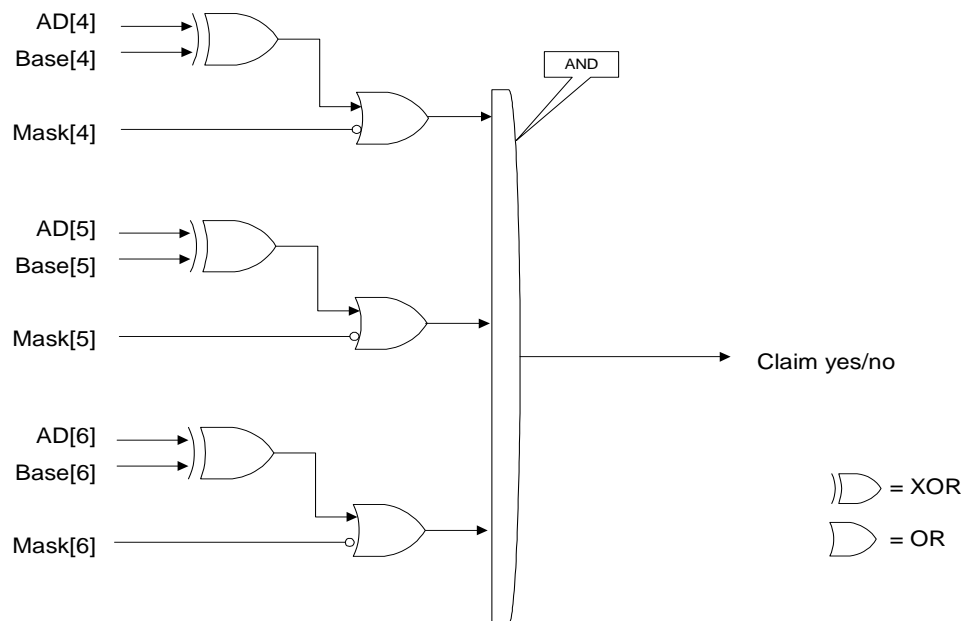 AD[4]
Base[4]
AND
Mask[4]
AD[5]
Base[5]
Mask[5]
Claim yes/no
AD[6]
Base[6]
= XOR
Mask[6]
= OR